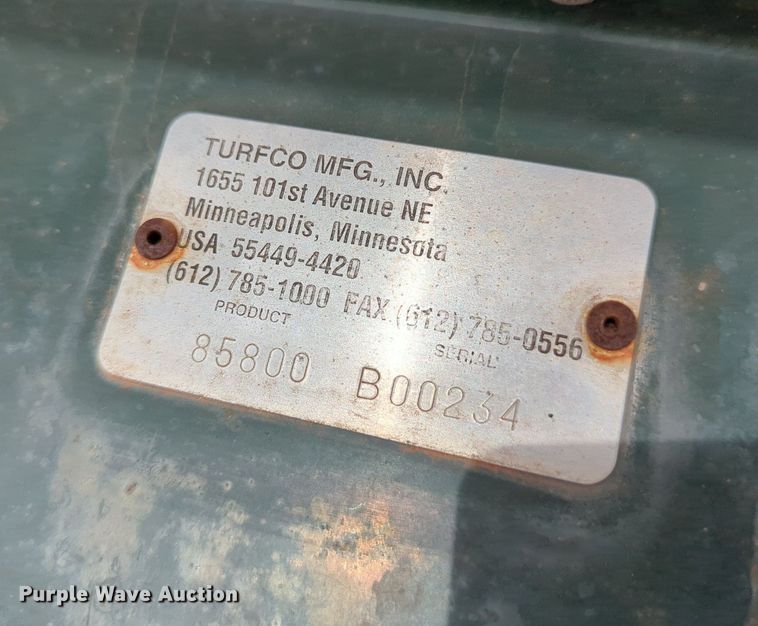 TURFCO MFG., INC.
1655 101st Avenue NE
Minneapolis, Minnesota
USA 55449-4420
(612) 785-1000 FAX (612) 785-0556
PRODUCT SERIAL
85800 B00234
Purple Wave Auction